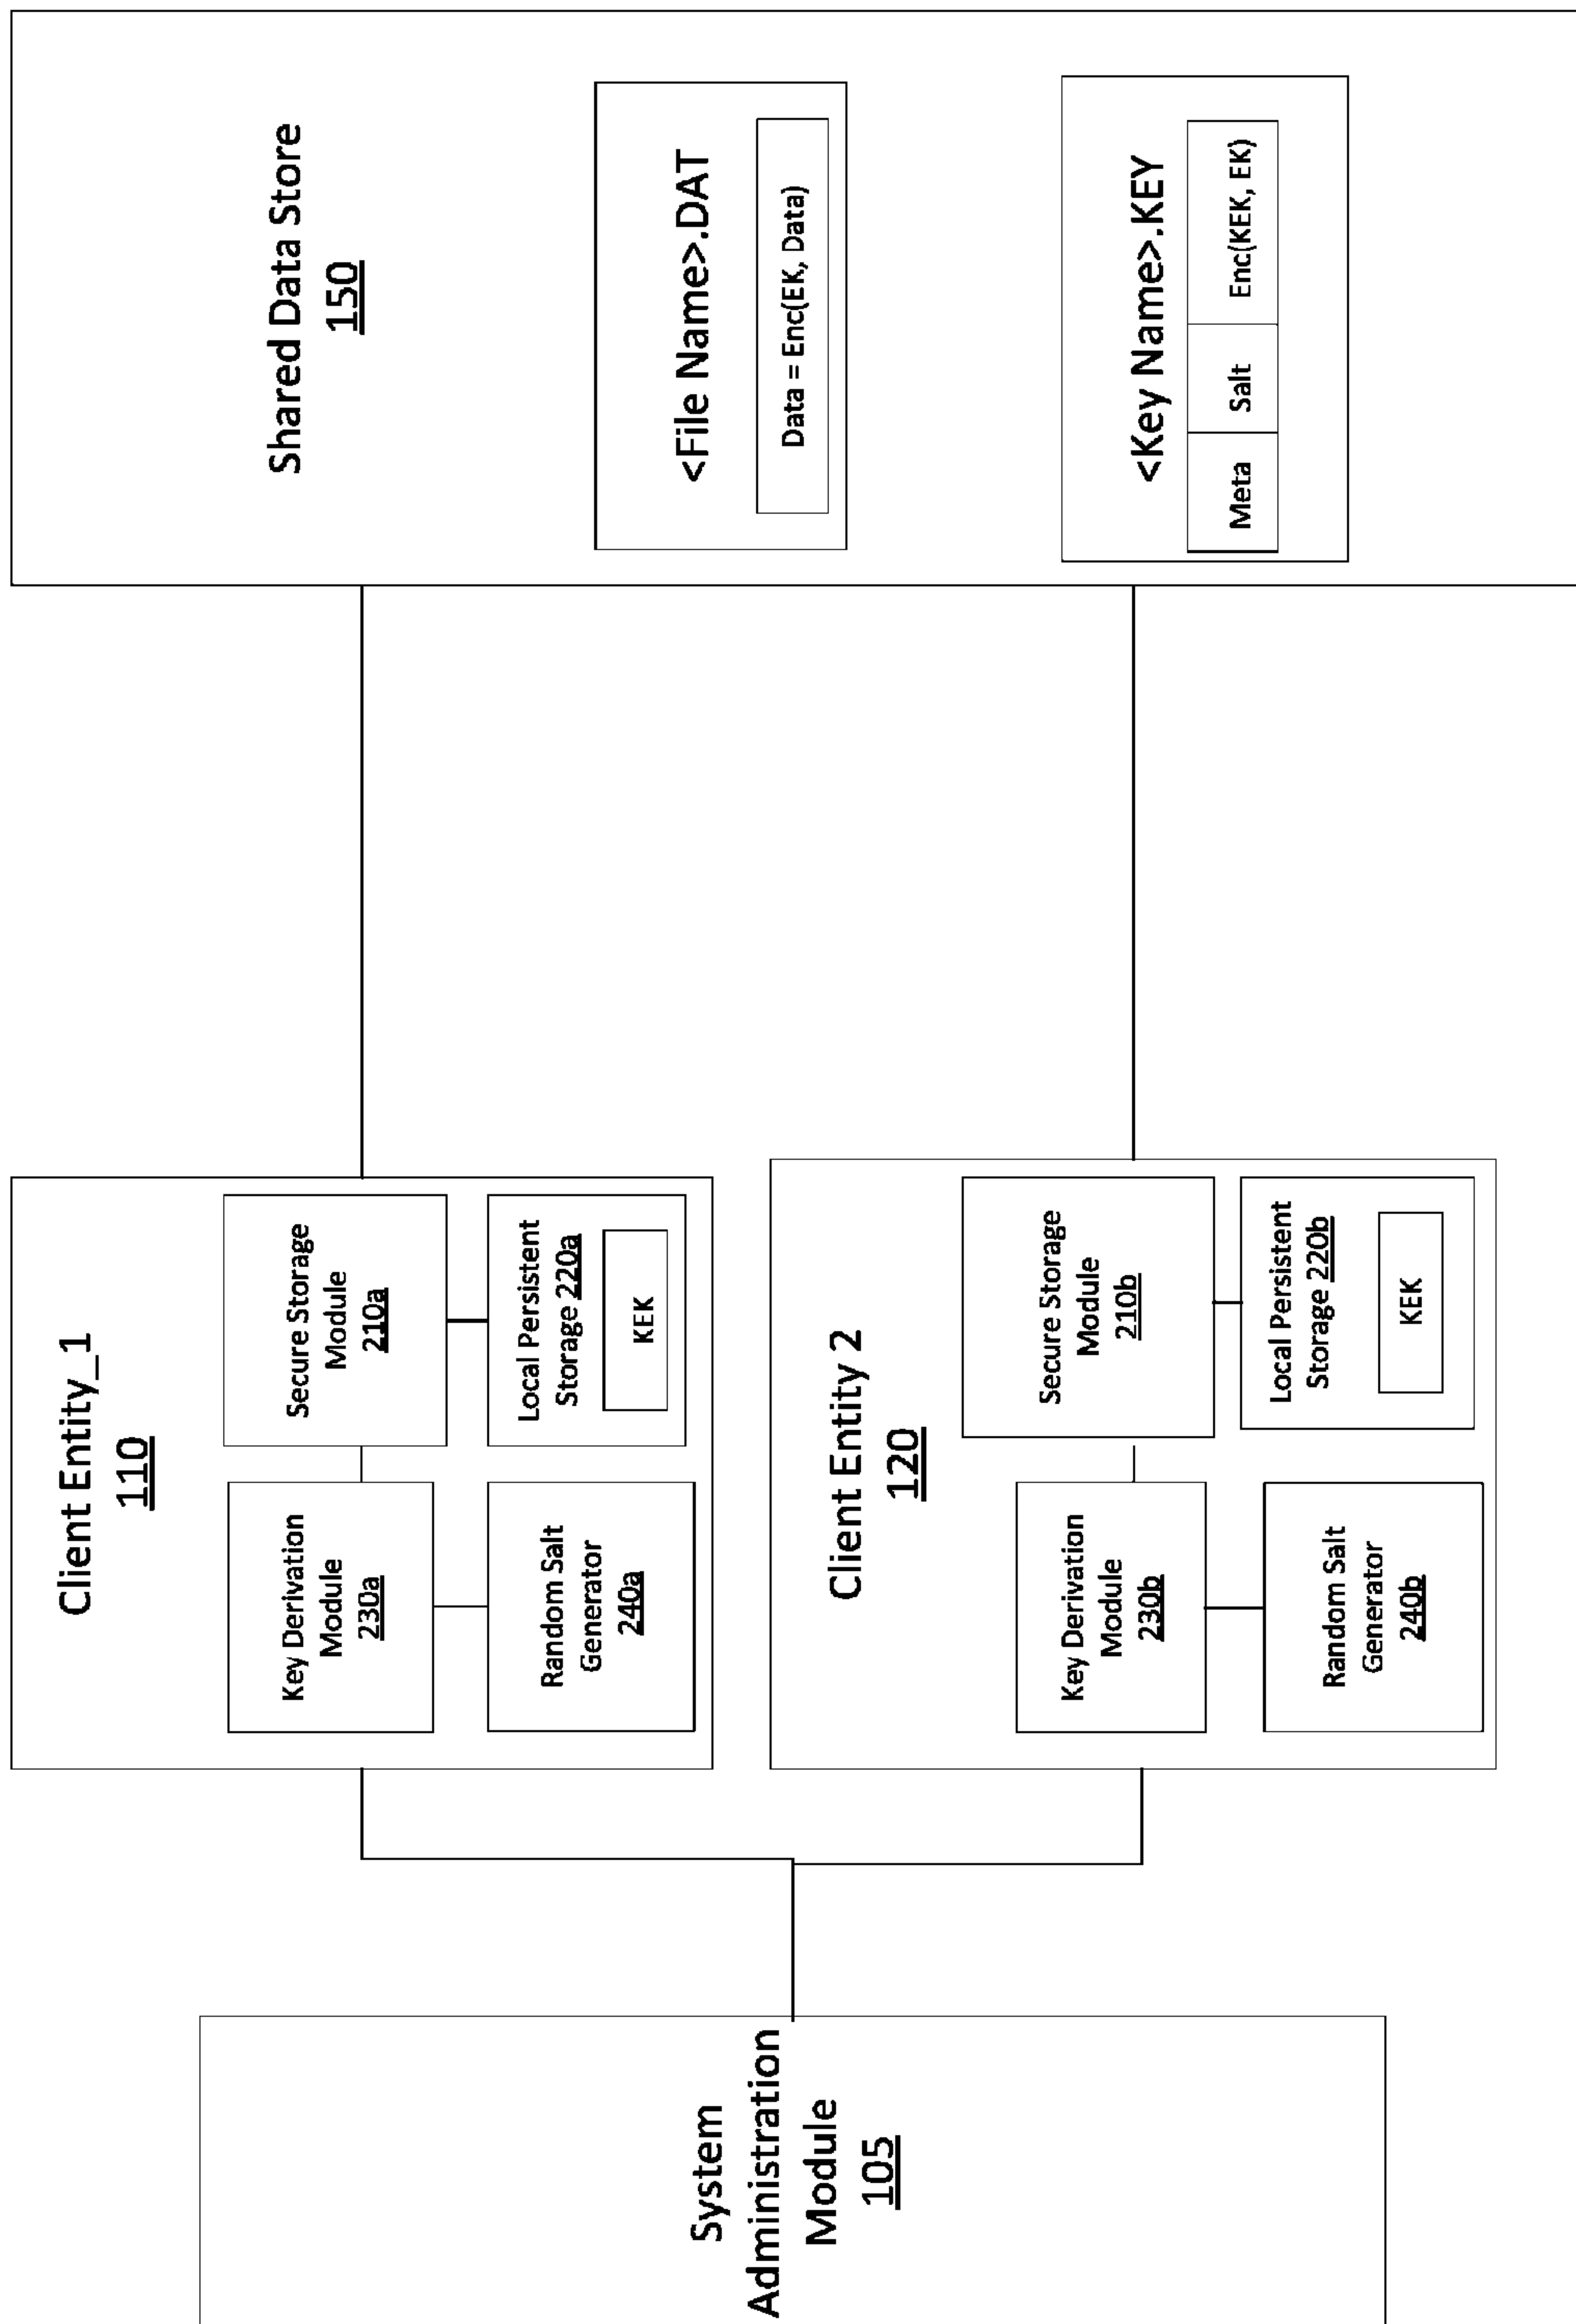 System
Administration
Module
105
Client Entity_1
110
Key Derivation
Module
230a
Random Salt
Generator
240a
Secure Storage
Module
210a
Local Persistent
Storage 220a
KEK
Client Entity 2
120
Key Derivation
Module
230b
Random Salt
Generator
240b
Secure Storage
Module
210b
Local Persistent
Storage 220b
KEK
Shared Data Store
150
<File Name>.DAT
Data = Enc(EK, Data)
<Key Name>.KEY
Meta
Salt
Enc(KEK, EK)